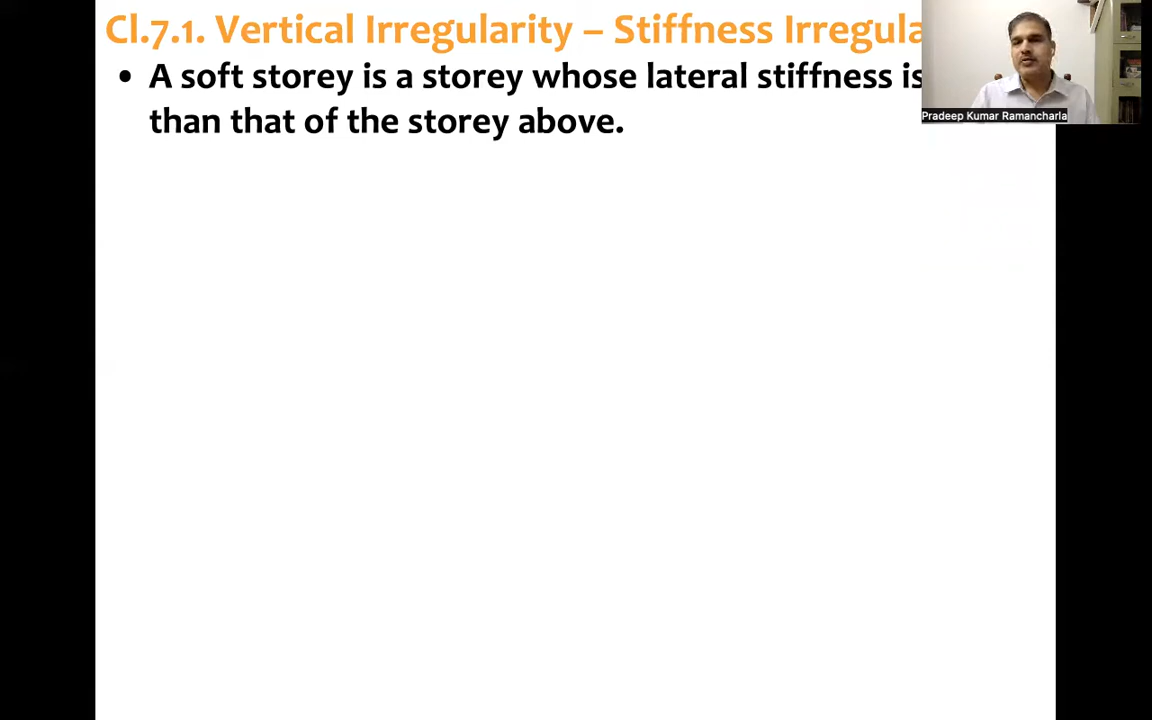 Cl.7.1. Vertical Irregularity – Stiffness Irregula
• A soft storey is a storey whose lateral stiffness is
than that of the storey above.
Pradeep Kumar Ramancharla